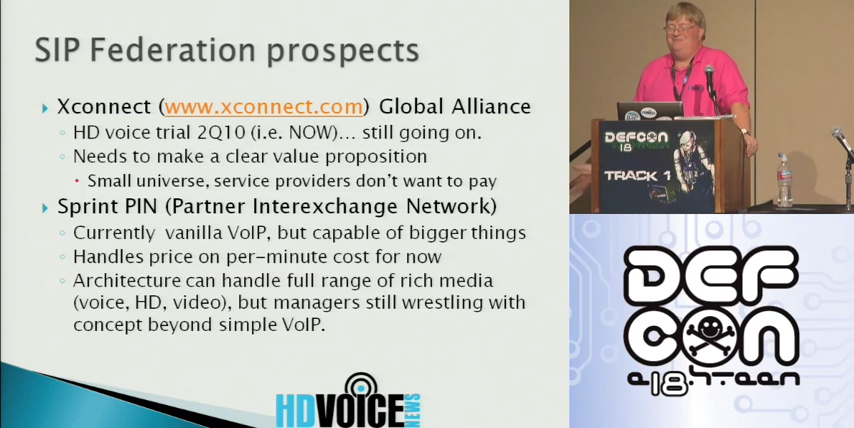 SIP Federation prospects
Xconnect (www.xconnect.com) Global Alliance
HD voice trial 2Q10 (i.e. NOW)... still going on.
Needs to make a clear value proposition
Small universe, service providers don't want to pay
Sprint PIN (Partner Interexchange Network)
Currently vanilla VoIP, but capable of bigger things
Handles price on per-minute cost for now
Architecture can handle full range of rich media
(voice, HD, video), but managers still wrestling with
concept beyond simple VoIP.
HDVOICE
NEWS
DEFCON
18
TRACK 1
DEF
CON
e18.h-teen